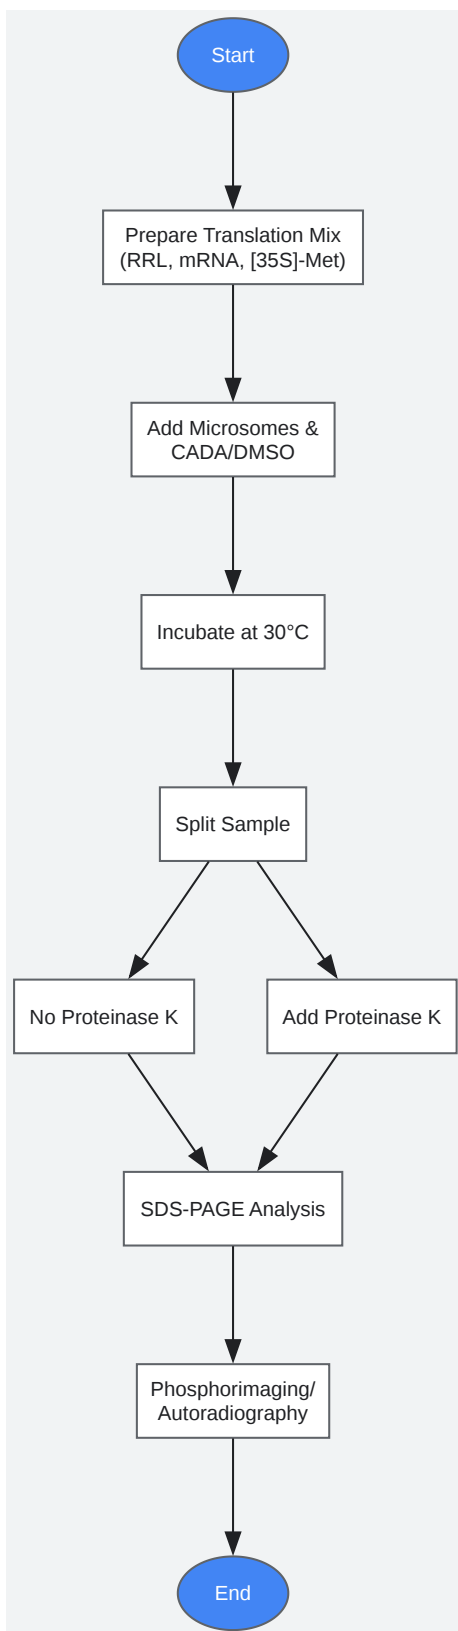 Start
Prepare Translation Mix
(RRL, mRNA, [35S]-Met)
Add Microsomes &
CADA/DMSO
Incubate at 30°C
Split Sample
No Proteinase K
Add Proteinase K
SDS-PAGE Analysis
Phosphorimaging/
Autoradiography
End